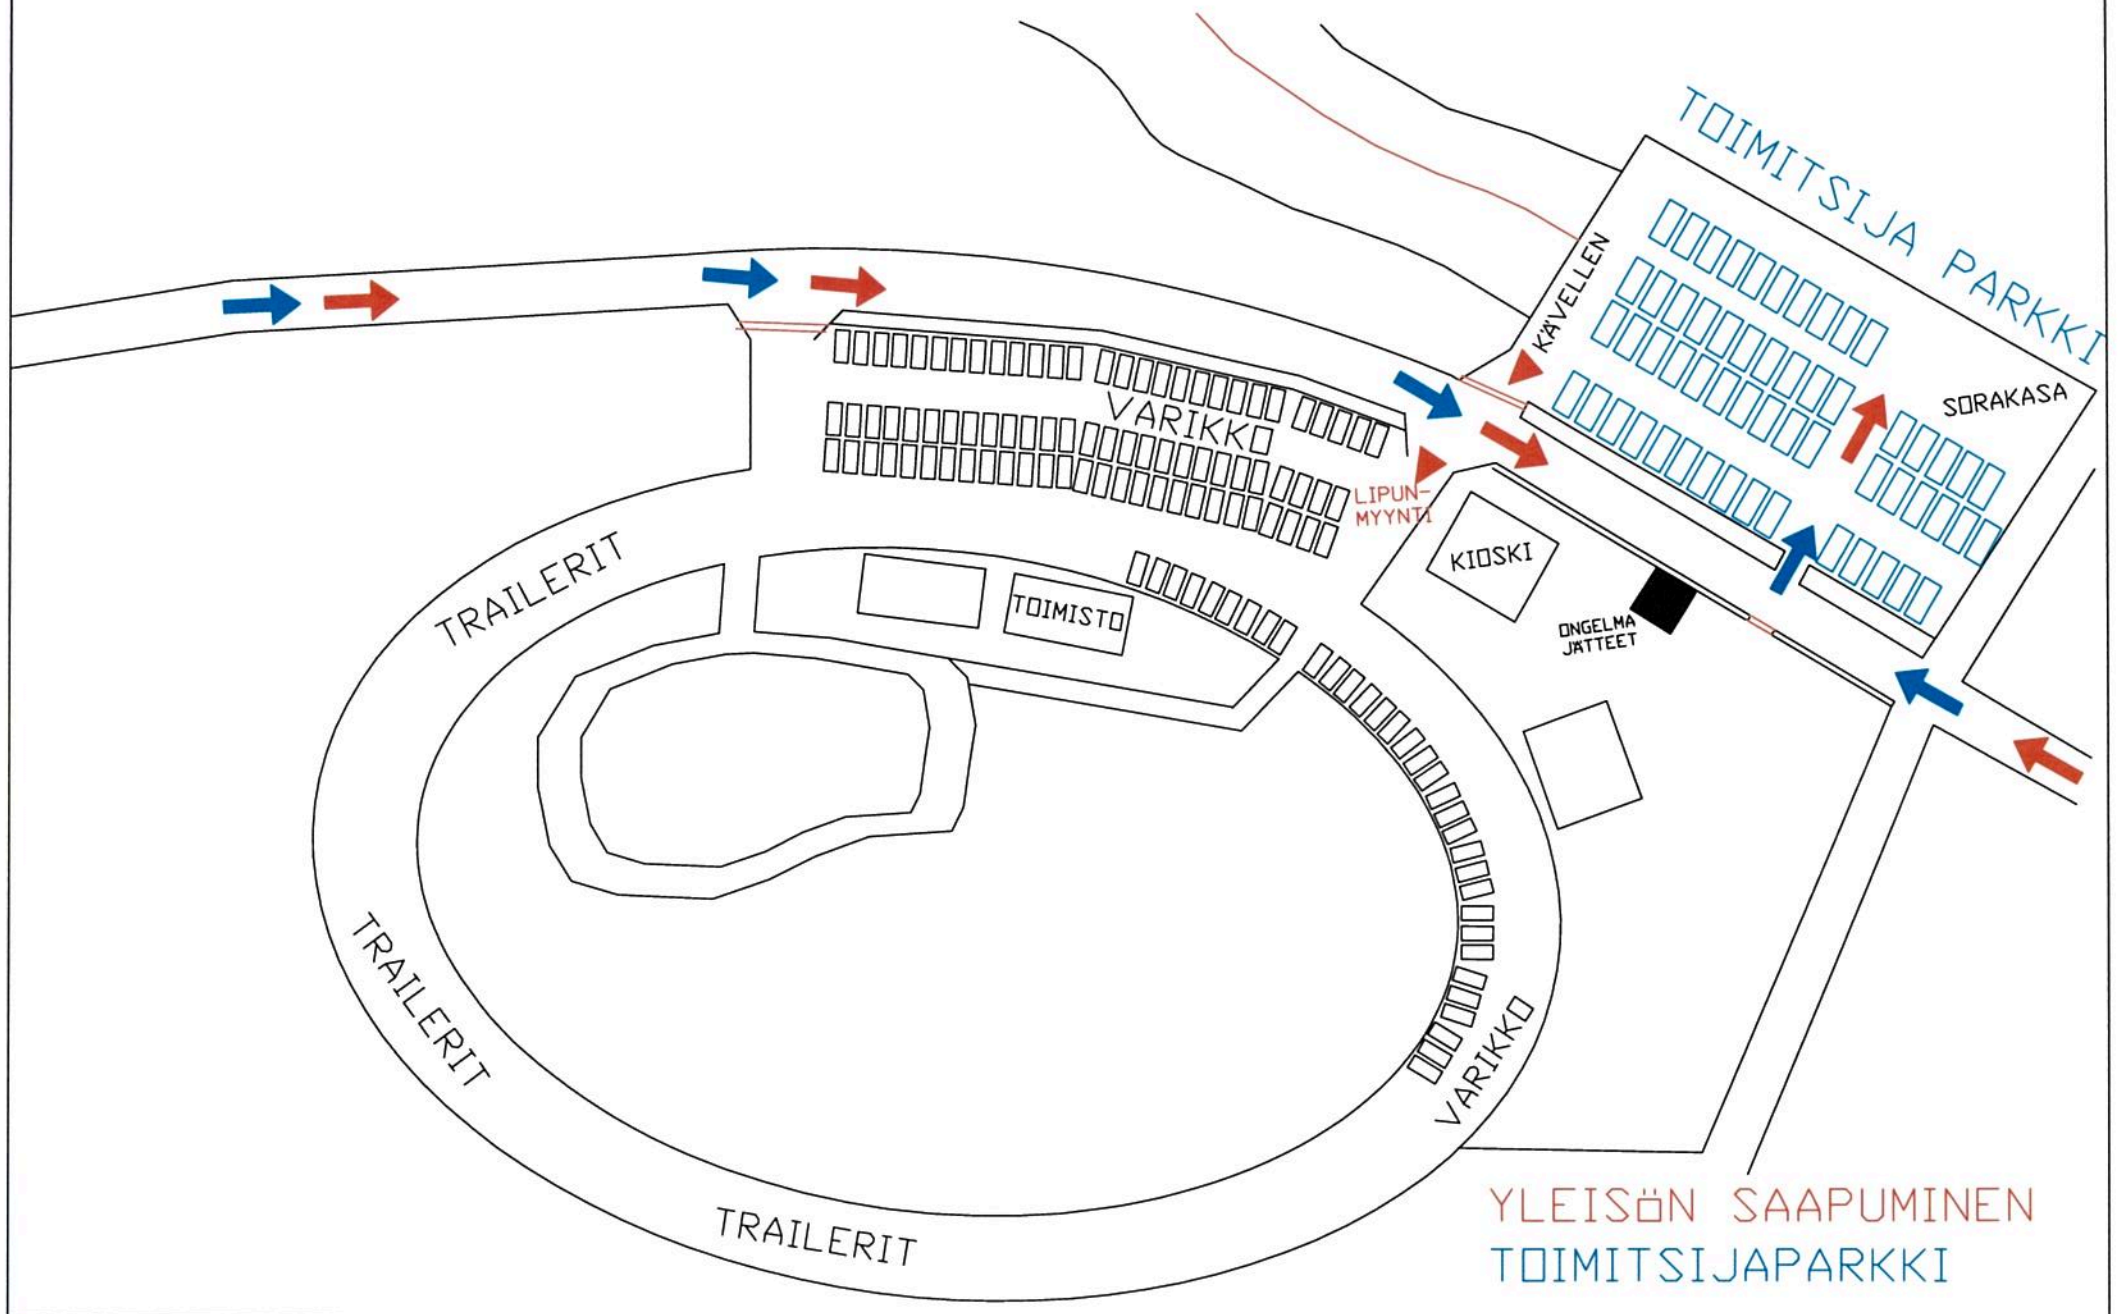 TOIMITSIJA PARKKI
KÄVELLEN
SORAKASA
VARIKKO
LIPUN-
MYYNTI
KIOSKI
TRAILERIT
TOIMISTO
ONGELMA
JÄTTEET
TRAILERIT
VARIKKO
TRAILERIT
YLEISÖN SAAPUMINEN
TOIMITSIJAPARKKI